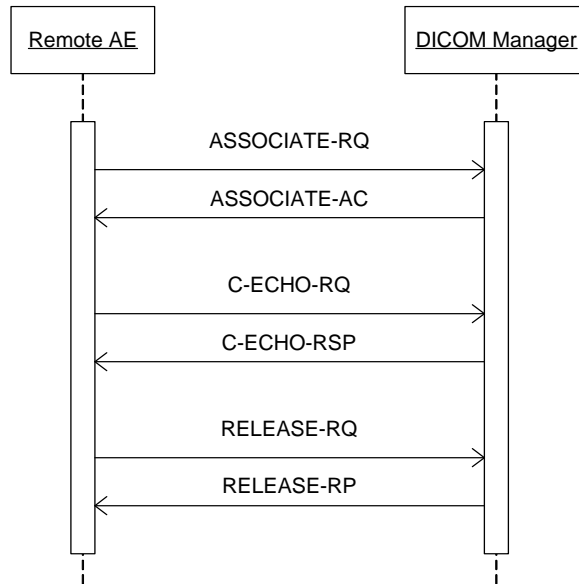 Remote AE
DICOM Manager
ASSOCIATE-RQ
ASSOCIATE-AC
C-ECHO-RQ
C-ECHO-RSP
RELEASE-RQ
RELEASE-RP